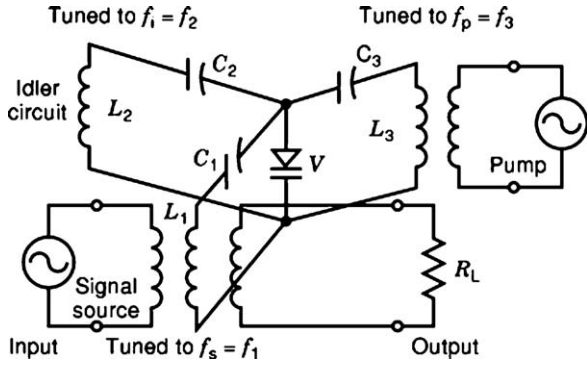 Tuned to fᵢ = f₂
Tuned to fₚ = f₃
C₂
C₃
Idler
circuit
L₂
L₃
C₁
V
Pump
L₁
Signal
source
R_L
Input
Tuned to fₛ = f₁
Output